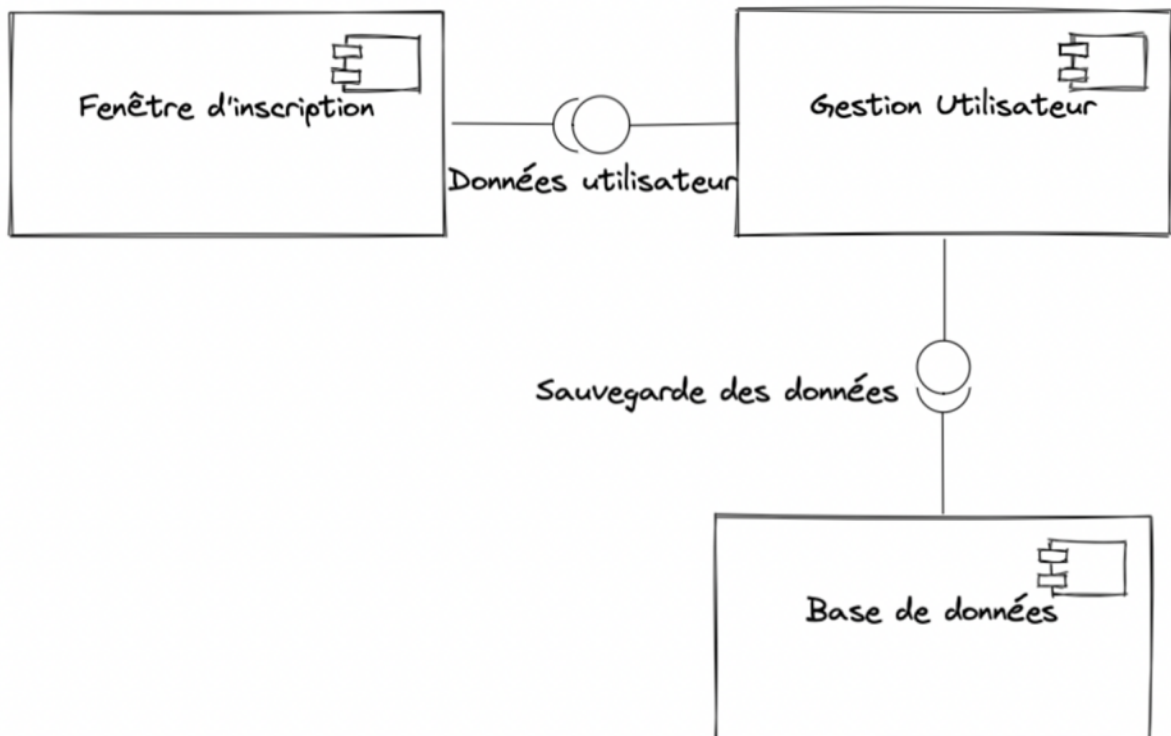 Fenêtre d'inscription
Gestion Utilisateur
Données utilisateur
Sauvegarde des données
Base de données